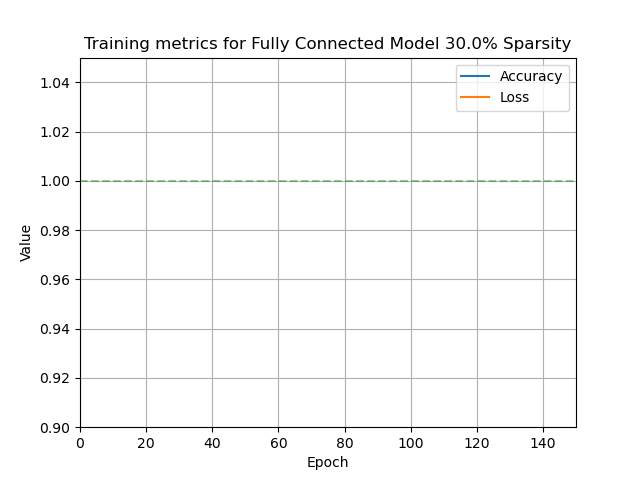 Training metrics for Fully Connected Model 30.0% Sparsity
Accuracy
Loss
1.04
1.02
1.00
0.98
0.96
0.94
0.92
0.90
Value
0 20 40 60 80 100 120 140
Epoch